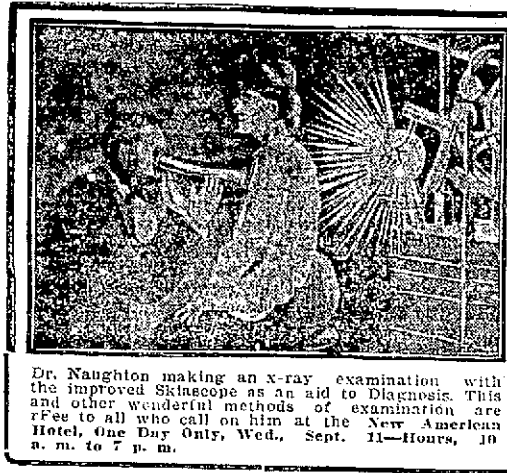 Dr. Naughton making an x-ray examination with
the improved Skiascope as an aid to Diagnosis. This
and other wonderful methods of examination are
rFee to all who call on him at the New American
Hotel, One Day Only, Wed., Sept. 11—Hours, 10
a. m. to 7 p. m.